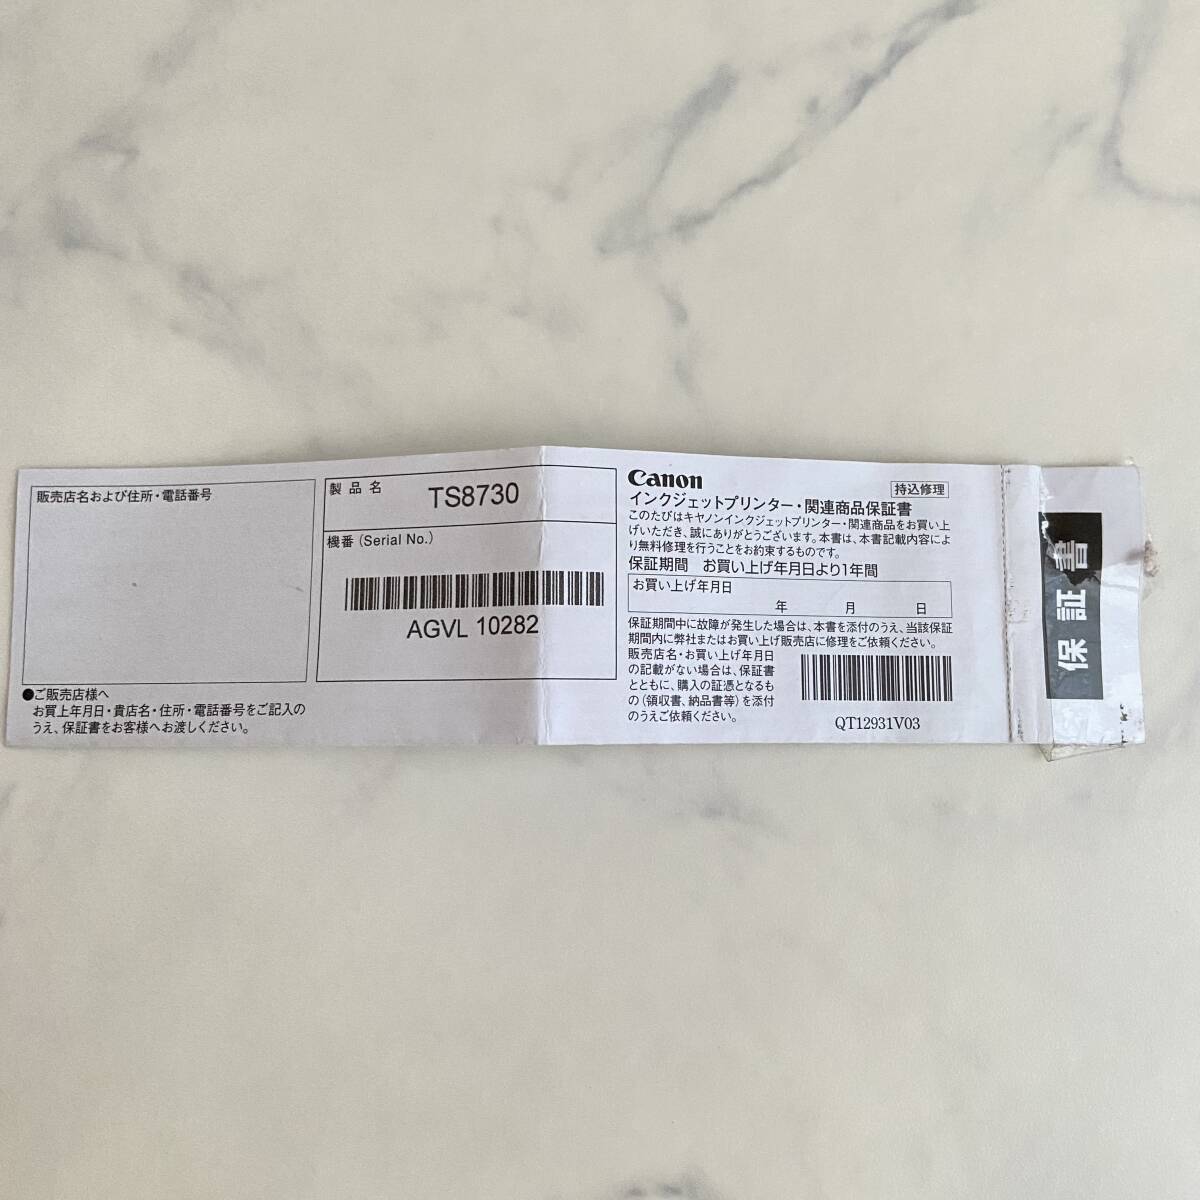 販売店名および住所・電話番号
●ご販売店様へ
お買上年月日・貴店名・住所・電話番号をご記入の
うえ、保証書をお客様へお渡しください。
製品名
TS8730
機番(Serial No.)
AGVL 10282
Canon
持込修理
インクジェットプリンター・関連商品保証書
このたびはキヤノンインクジェットプリンター・関連商品をお買い上
げいただき、誠にありがとうございます。本書は、本書記載内容によ
り無料修理を行うことをお約束するものです。
保証期間 お買い上げ年月日より1年間
お買い上げ年月日
年 月 日
保証期間中に故障が発生した場合は、本書を添付のうえ、当該保証
期間内に弊社またはお買い上げ販売店に修理をご依頼ください。
販売店名・お買い上げ年月日
の記載がない場合は、保証書
とともに、購入の証憑となるも
の(領収書、納品書等)を添付
のうえご依頼ください。
QT12931V03
保証書